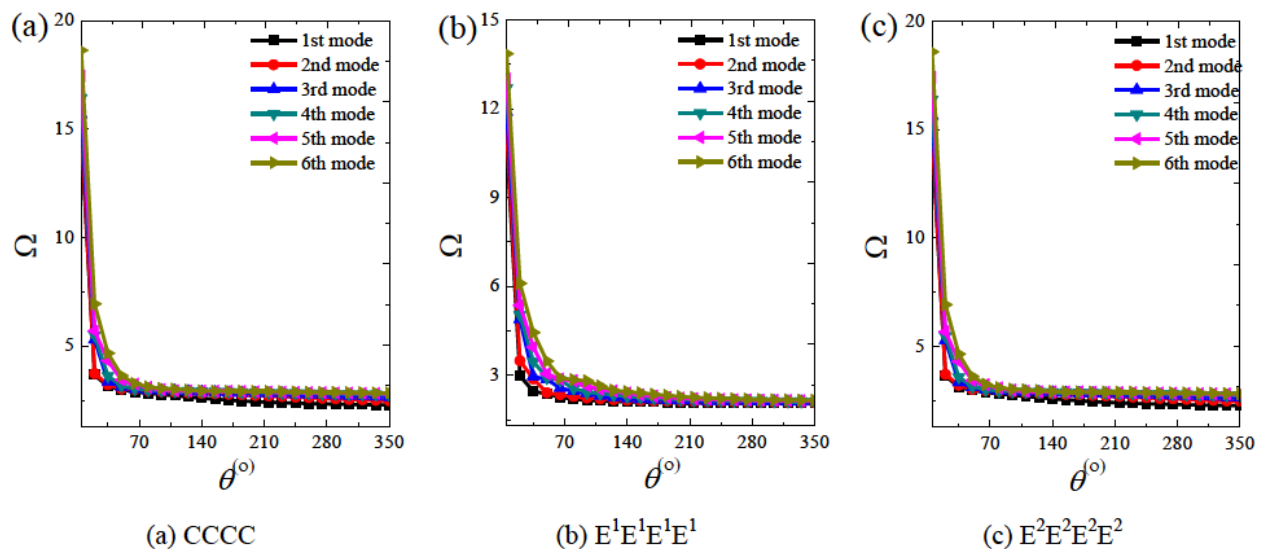 (a)
20
15
10
5
Ω
70 140 210 280 350
θ(o)
1st mode
2nd mode
3rd mode
4th mode
5th mode
6th mode
(a) CCCC
(b)
15
12
9
6
3
Ω
70 140 210 280 350
θ(o)
1st mode
2nd mode
3rd mode
4th mode
5th mode
6th mode
(b) E¹E¹E¹E¹
(c)
20
15
10
5
Ω
70 140 210 280 350
θ(o)
1st mode
2nd mode
3rd mode
4th mode
5th mode
6th mode
(c) E²E²E²E²